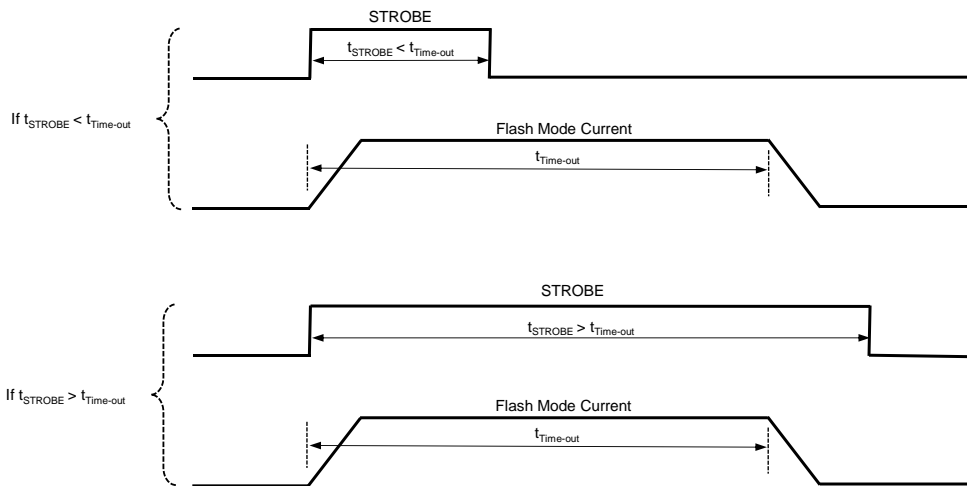 STROBE
tSTROBE < tTime-out
If tSTROBE < tTime-out
Flash Mode Current
tTime-out
STROBE
tSTROBE > tTime-out
If tSTROBE > tTime-out
Flash Mode Current
tTime-out